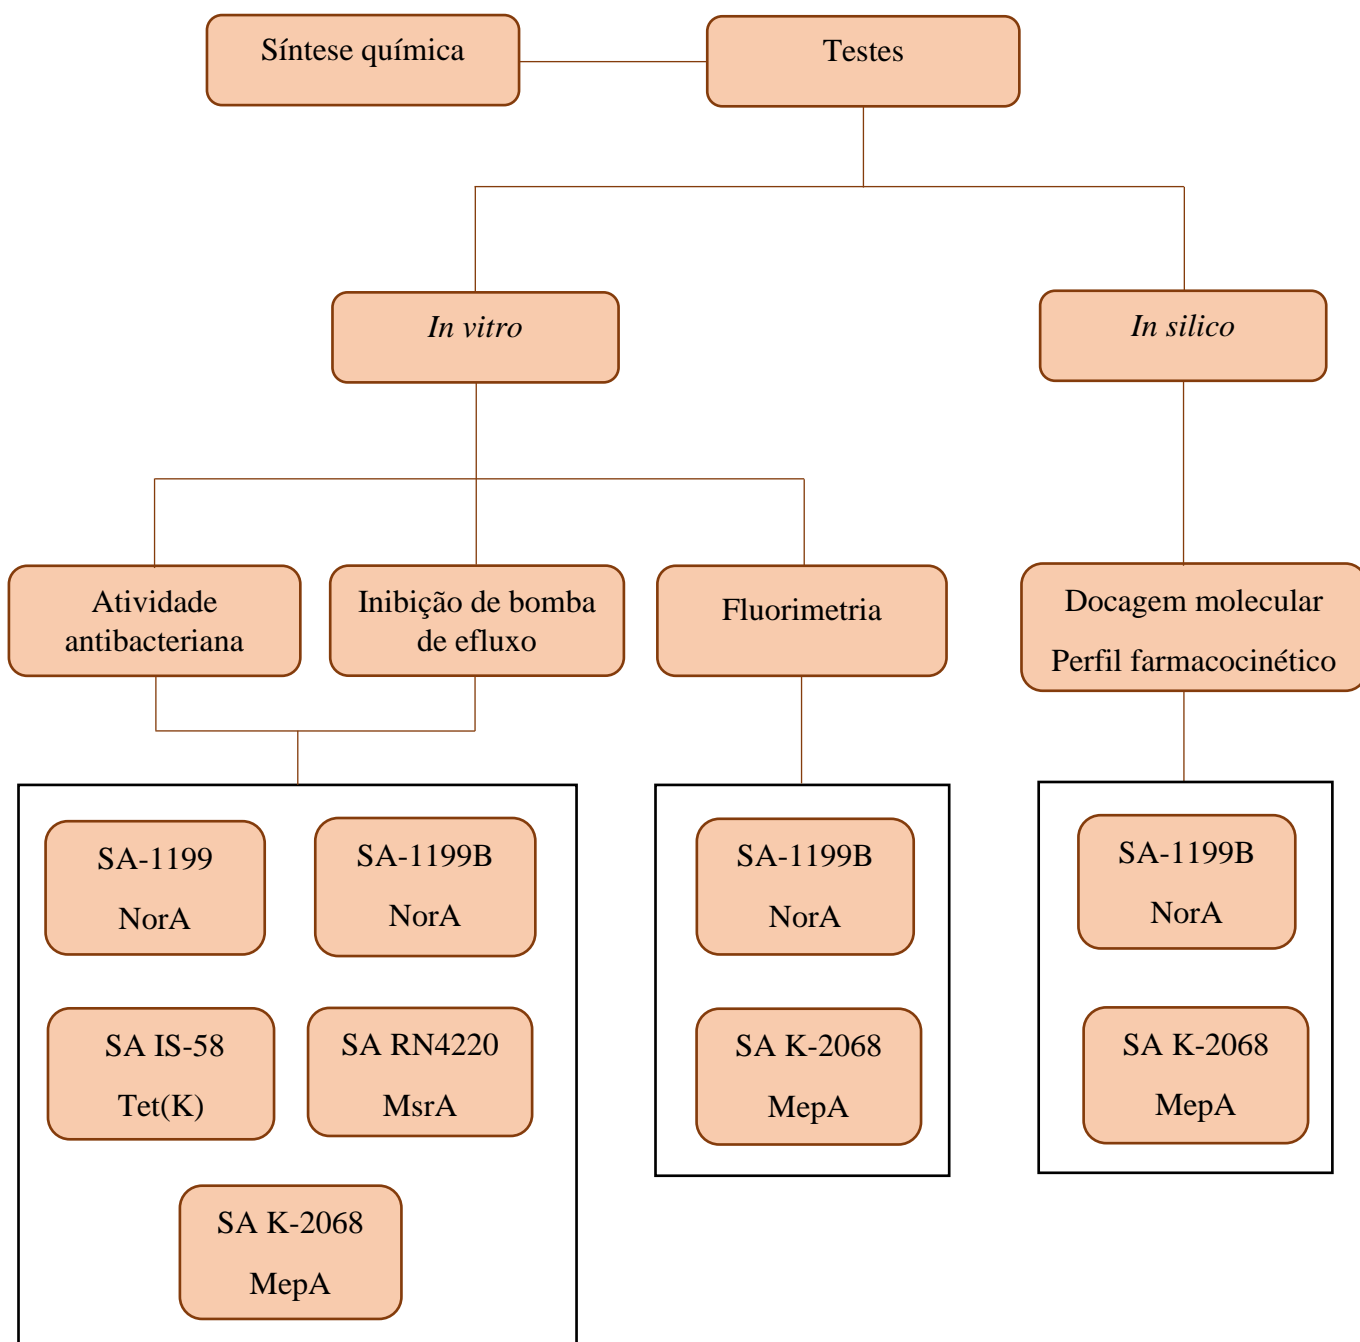 Síntese química
Testes
In vitro
In silico
Atividade
antibacteriana
Inibição de bomba
de efluxo
Fluorimetria
Docagem molecular
Perfil farmacocinético
SA-1199
NorA
SA-1199B
NorA
SA IS-58
Tet(K)
SA RN4220
MsrA
SA K-2068
MepA
SA-1199B
NorA
SA K-2068
MepA
SA-1199B
NorA
SA K-2068
MepA